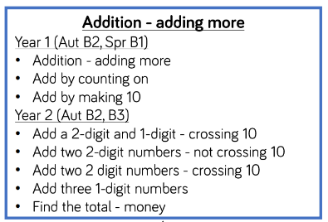 Addition - adding more
Year 1 (Aut B2, Spr B1)
• Addition - adding more
• Add by counting on
• Add by making 10
Year 2 (Aut B2, B3)
• Add a 2-digit and 1-digit - crossing 10
• Add two 2-digit numbers - not crossing 10
• Add two 2 digit numbers - crossing 10
• Add three 1-digit numbers
• Find the total - money